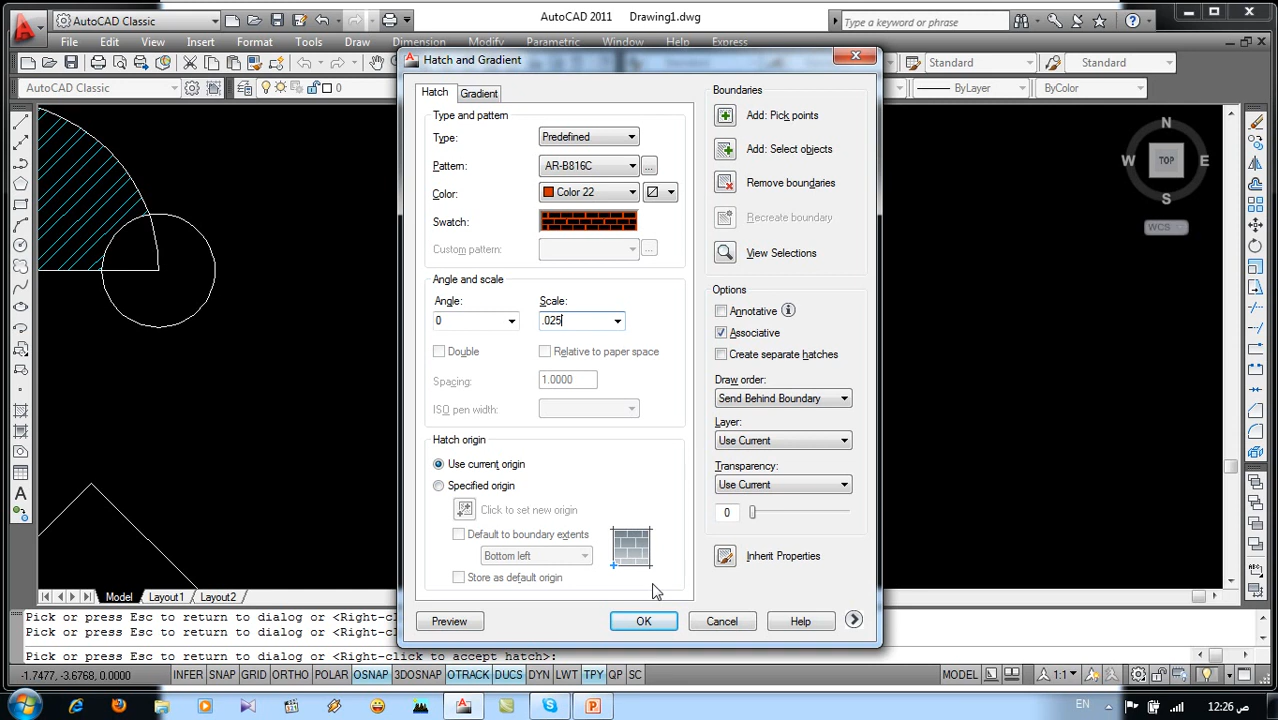 AutoCAD Classic
AutoCAD 2011 Drawing1.dwg
Type a keyword or phrase
File Edit View Insert Format Tools Draw Dimension Modify Parametric Window Help Express
Standard Standard
AutoCAD Classic 0 ByLayer ByColor
Hatch and Gradient
Hatch Gradient
Type and pattern
Type: Predefined
Pattern: AR-B816C
Color: Color 22
Swatch:
Custom pattern:
Angle and scale
Angle: Scale:
0 .025
Double Relative to paper space
Spacing: 1.0000
ISO pen width:
Hatch origin
Use current origin
Specified origin
Click to set new origin
Default to boundary extents
Bottom left
Store as default origin
Boundaries
Add: Pick points
Add: Select objects
Remove boundaries
Recreate boundary
View Selections
Options
Annotative
Associative
Create separate hatches
Draw order:
Send Behind Boundary
Layer:
Use Current
Transparency:
Use Current
0
Inherit Properties
Preview OK Cancel Help
N
W TOP E
S
WCS
Model Layout1 Layout2
Pick or press Esc to return to dialog or <Right-cl
Pick or press Esc to return to dialog or <Right-cl
Pick or press Esc to return to dialog or <Right-click to accept hatch>:
-1.7477, -3.6768, 0.0000 INFER SNAP GRID ORTHO POLAR OSNAP 3DOSNAP OTRACK DUCS DYN LWT TPY QP SC MODEL 1:1
EN 12:26 ص